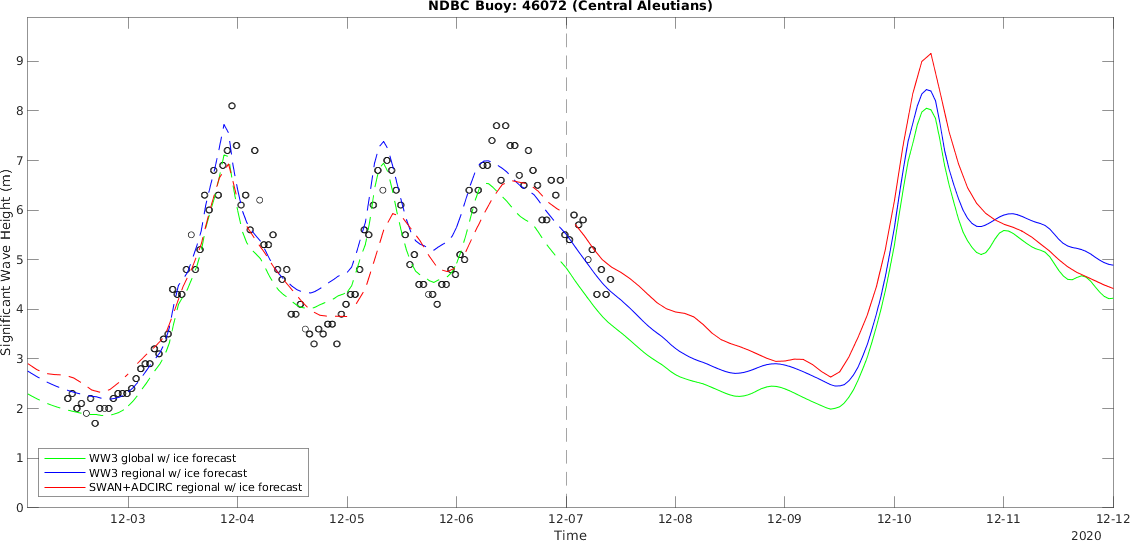 NDBC Buoy: 46072 (Central Aleutians)
Significant Wave Height (m)
9
8
7
6
5
4
3
2
1
0
WW3 global w/ ice forecast
WW3 regional w/ ice forecast
SWAN+ADCIRC regional w/ ice forecast
12-03 12-04 12-05 12-06 12-07 12-08 12-09 12-10 12-11 12-12
Time
2020